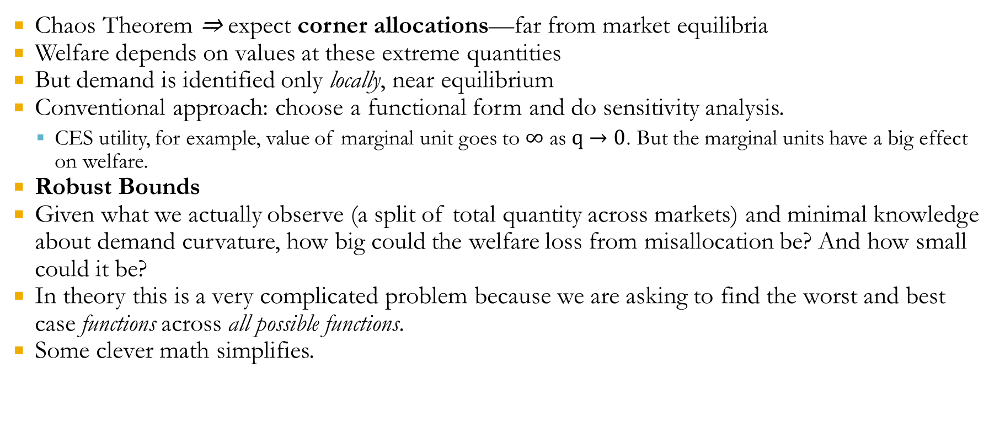 Chaos Theorem ⇒ expect corner allocations—far from market equilibria
Welfare depends on values at these extreme quantities
But demand is identified only locally, near equilibrium
Conventional approach: choose a functional form and do sensitivity analysis.
CES utility, for example, value of marginal unit goes to ∞ as q → 0. But the marginal units have a big effect
on welfare.
Robust Bounds
Given what we actually observe (a split of total quantity across markets) and minimal knowledge
about demand curvature, how big could the welfare loss from misallocation be? And how small
could it be?
In theory this is a very complicated problem because we are asking to find the worst and best
case functions across all possible functions.
Some clever math simplifies.